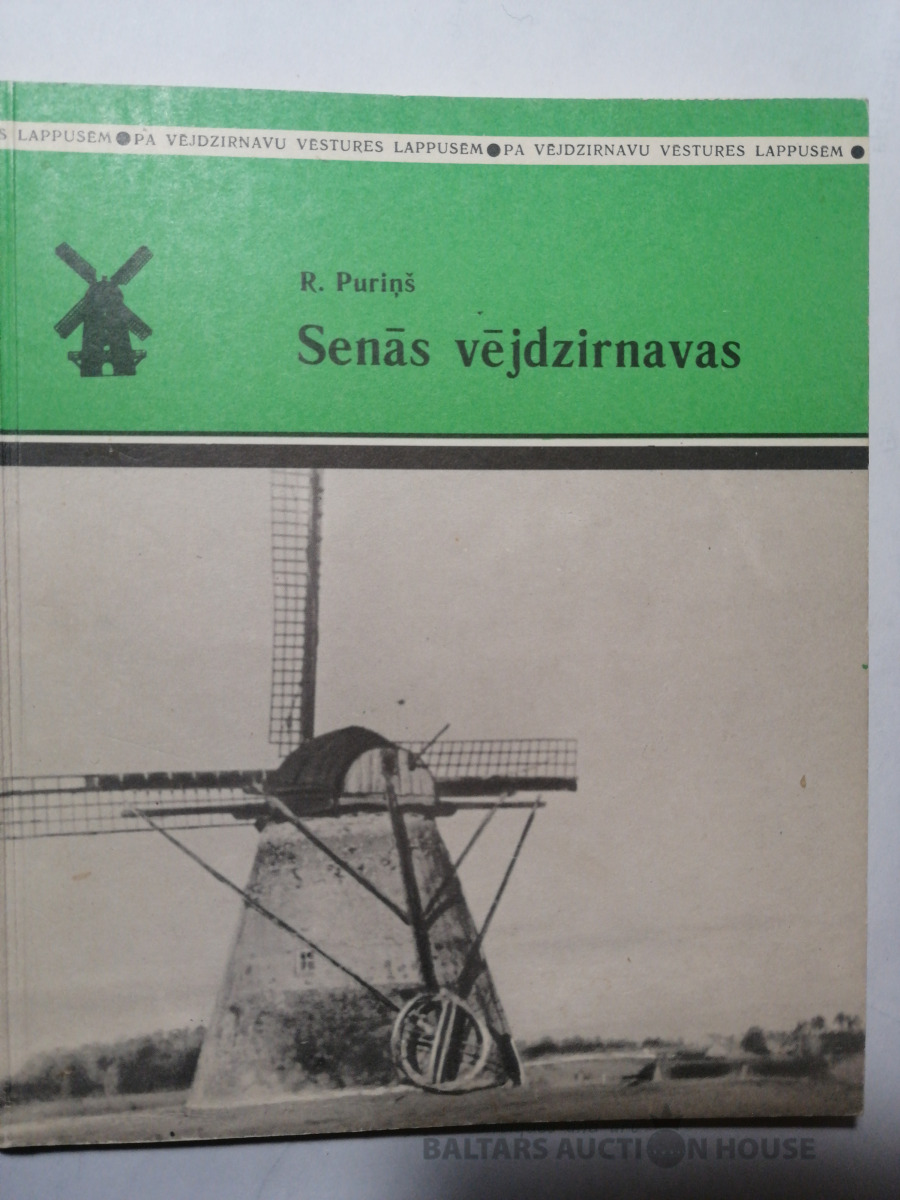 S LAPPUSĒM ● PA VĒJDZIRNAVU VĒSTURES LAPPUSĒM ● PA VĒJDZIRNAVU VĒSTURES LAPPUSĒM ●
R. Puriņš
Senās vējdzirnavas
BALTARS AUCTION HOUSE